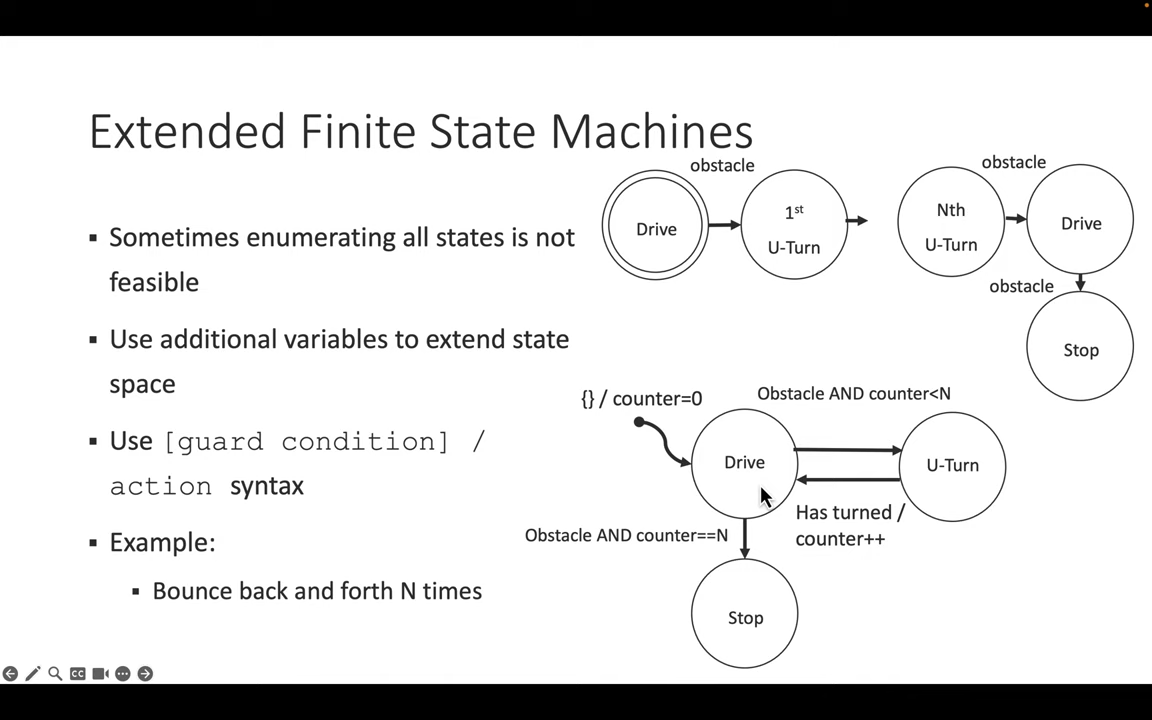 Extended Finite State Machines
▪ Sometimes enumerating all states is not
feasible
▪ Use additional variables to extend state
space
▪ Use [guard condition] /
action syntax
▪ Example:
▪ Bounce back and forth N times
obstacle
Drive
1st
U-Turn
obstacle
Nth
U-Turn
Drive
obstacle
Stop
{} / counter=0
Obstacle AND counter<N
Drive
U-Turn
Has turned /
counter++
Obstacle AND counter==N
Stop
CC